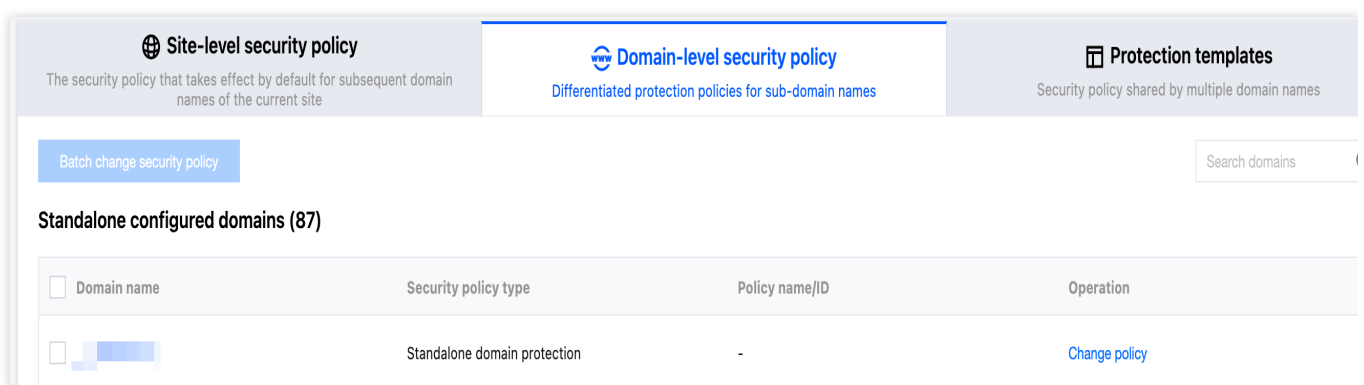 Site-level security policy
The security policy that takes effect by default for subsequent domain
names of the current site
www Domain-level security policy
Differentiated protection policies for sub-domain names
Protection templates
Security policy shared by multiple domain names
Batch change security policy
Search domains
Standalone configured domains (87)
Domain name Security policy type Policy name/ID Operation
Standalone domain protection - Change policy